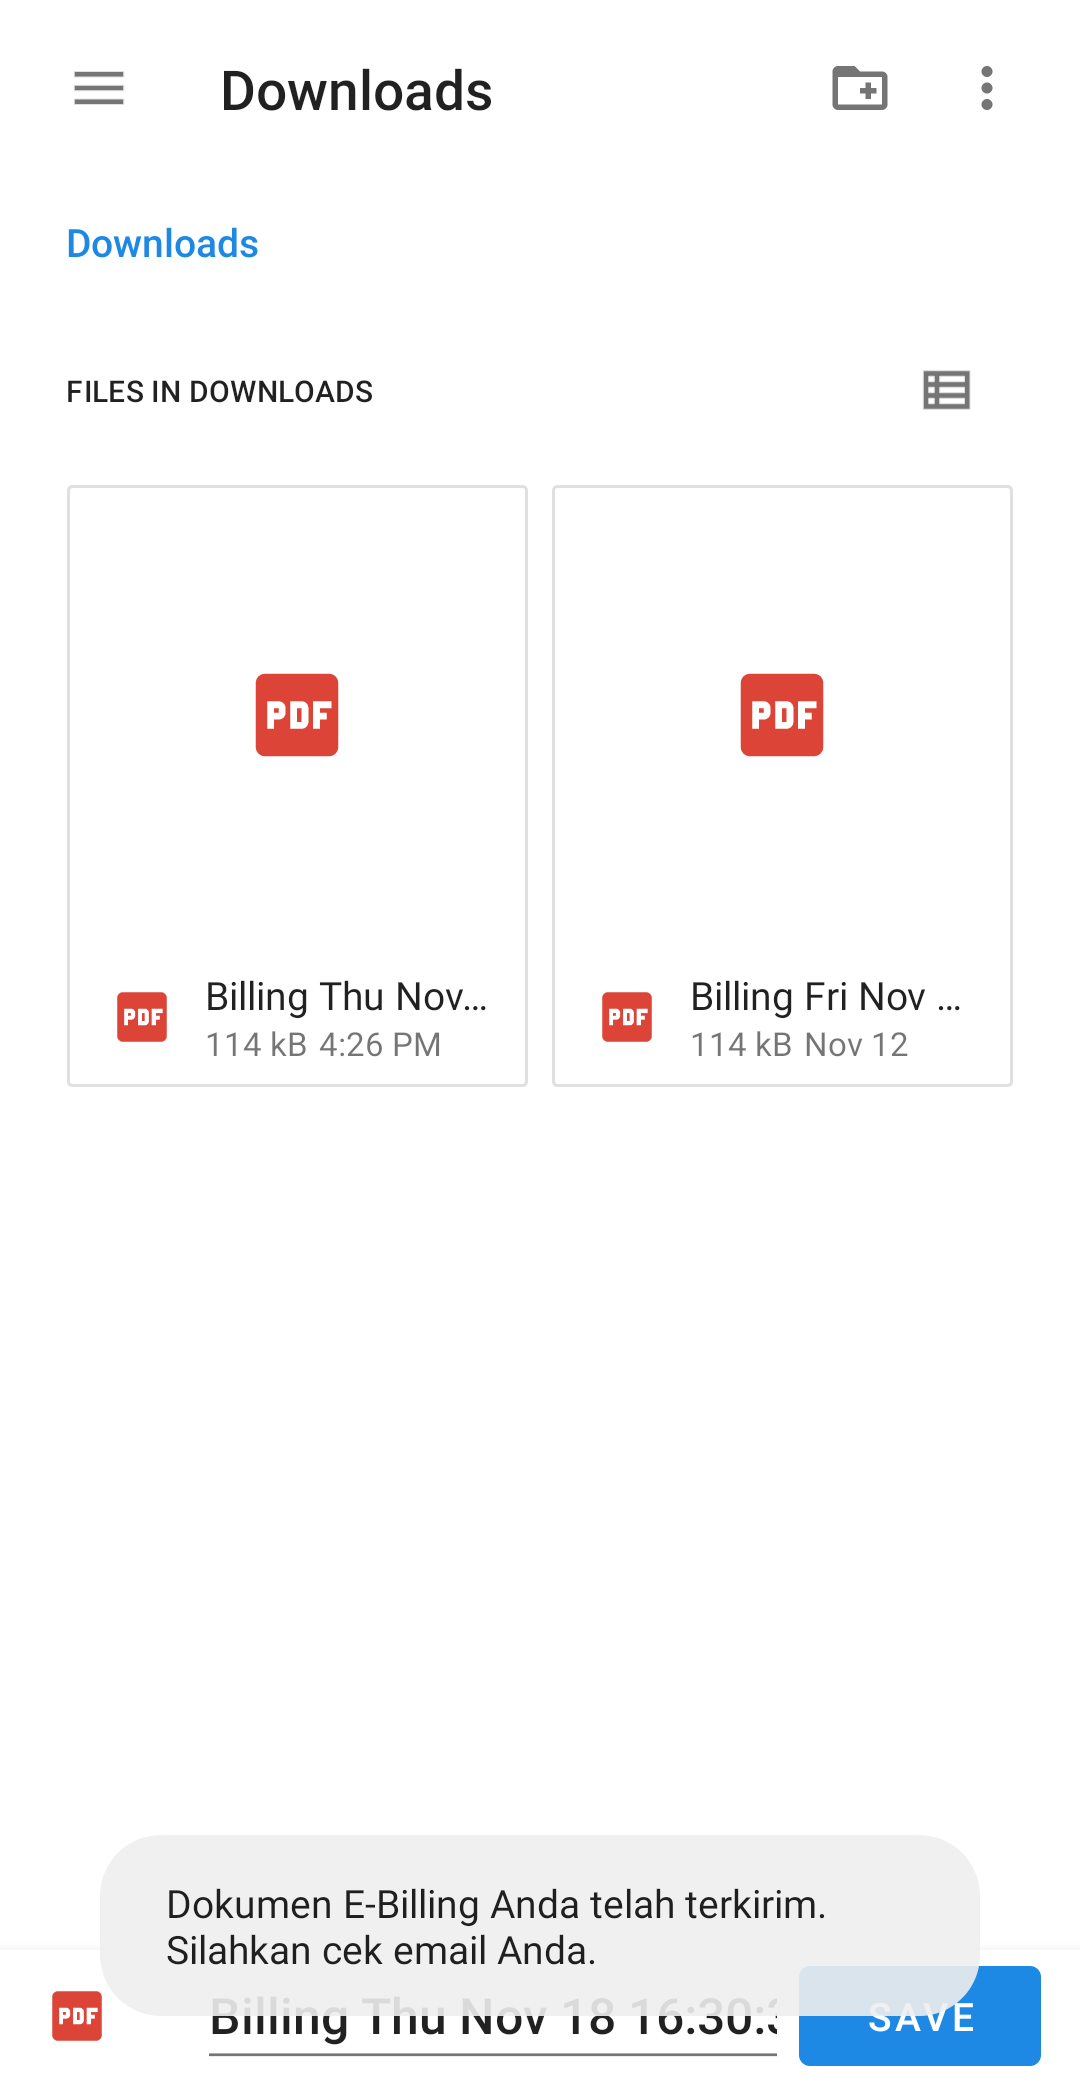 Downloads
Downloads
FILES IN DOWNLOADS
PDF
PDF
PDF
Billing Thu Nov...
114 kB 4:26 PM
PDF
Billing Fri Nov ...
114 kB Nov 12
Dokumen E-Billing Anda telah terkirim.
Silahkan cek email Anda.
PDF
Billing Thu Nov 18 16:30:3
SAVE